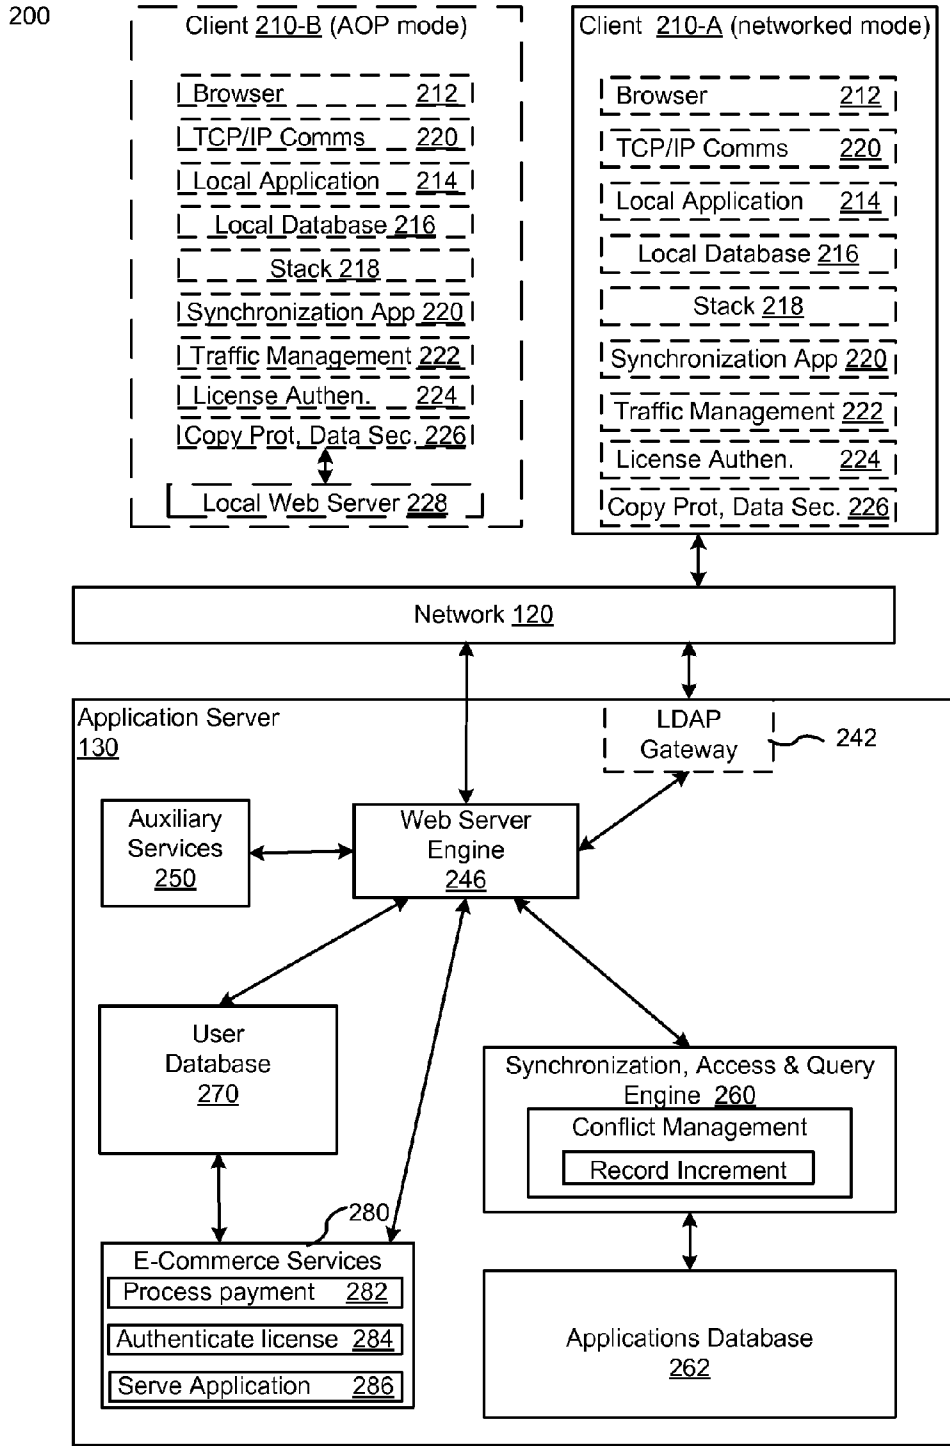 200
Client 210-B (AOP mode)
Browser 212
TCP/IP Comms 220
Local Application 214
Local Database 216
Stack 218
Synchronization App 220
Traffic Management 222
License Authen. 224
Copy Prot, Data Sec. 226
Local Web Server 228
Client 210-A (networked mode)
Browser 212
TCP/IP Comms 220
Local Application 214
Local Database 216
Stack 218
Synchronization App 220
Traffic Management 222
License Authen. 224
Copy Prot, Data Sec. 226
Network 120
Application Server
130
LDAP
Gateway
242
Auxiliary
Services
250
Web Server
Engine
246
User
Database
270
Synchronization, Access & Query
Engine 260
Conflict Management
Record Increment
280
E-Commerce Services
Process payment 282
Authenticate license 284
Serve Application 286
Applications Database
262